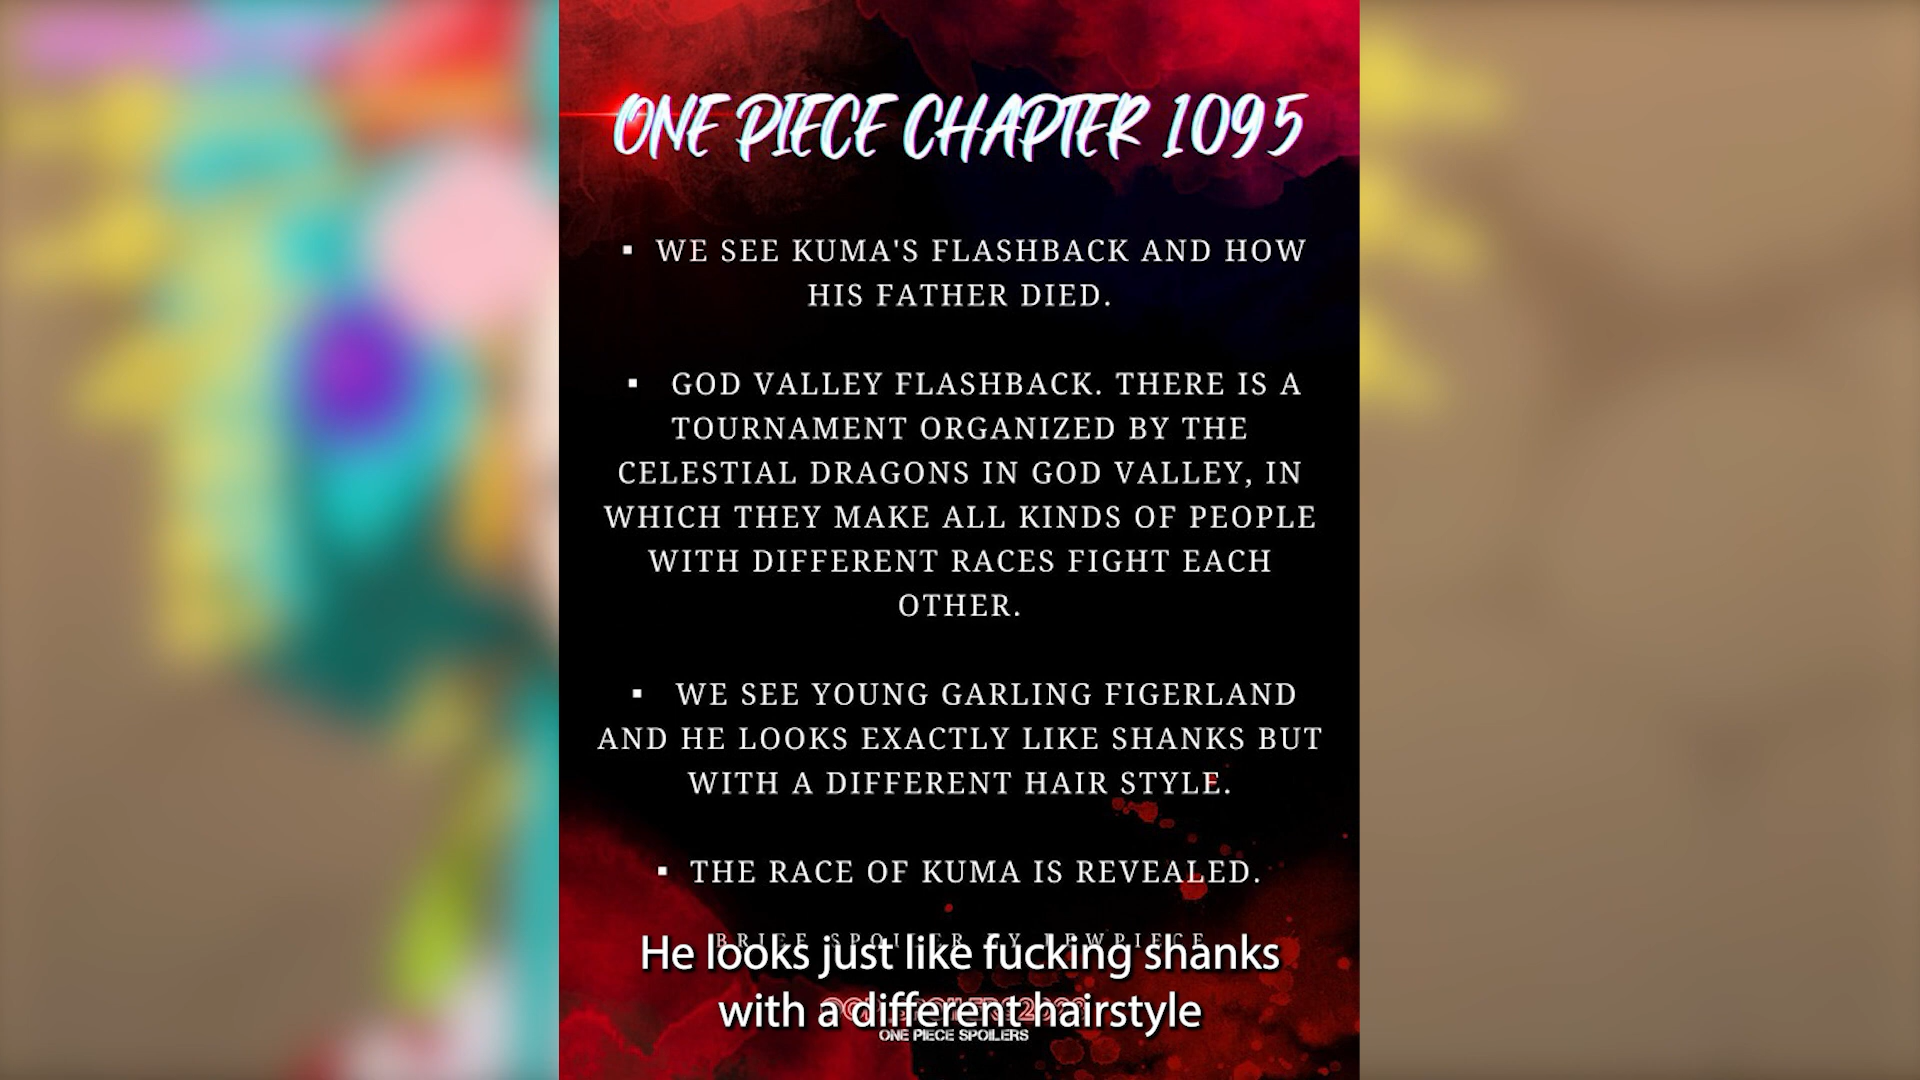 ONE PIECE CHAPTER 1095
▪ WE SEE KUMA'S FLASHBACK AND HOW
HIS FATHER DIED.
▪ GOD VALLEY FLASHBACK. THERE IS A
TOURNAMENT ORGANIZED BY THE
CELESTIAL DRAGONS IN GOD VALLEY, IN
WHICH THEY MAKE ALL KINDS OF PEOPLE
WITH DIFFERENT RACES FIGHT EACH
OTHER.
▪ WE SEE YOUNG GARLING FIGERLAND
AND HE LOOKS EXACTLY LIKE SHANKS BUT
WITH A DIFFERENT HAIR STYLE.
▪ THE RACE OF KUMA IS REVEALED.
BRIEF SPOILER BY
He looks just like fucking shanks
with a different hairstyle
ONE PIECE SPOILERS